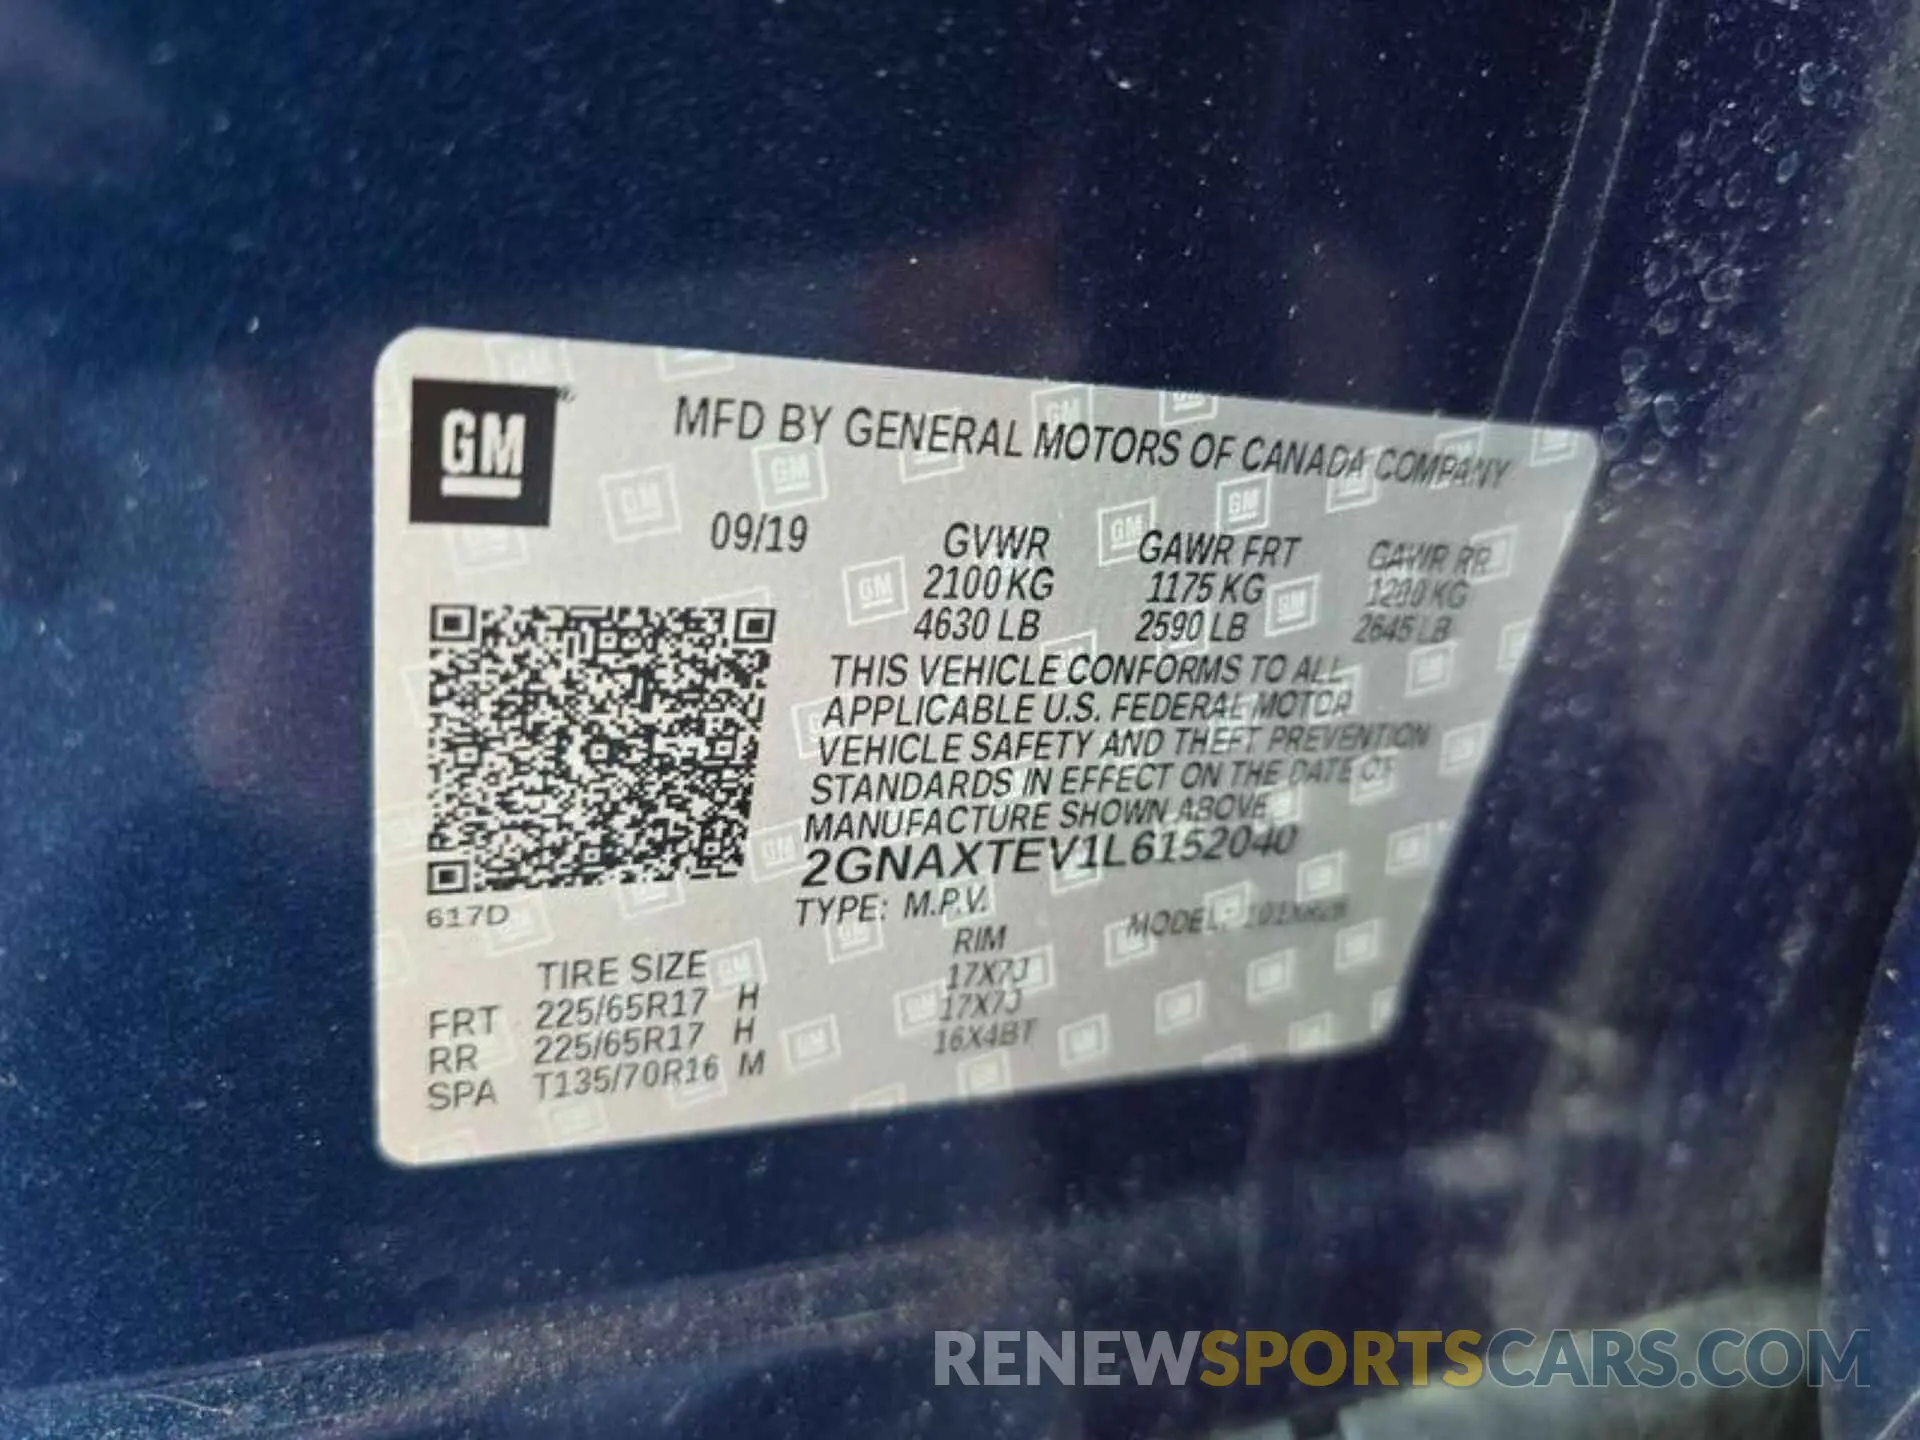 GM
MFD BY GENERAL MOTORS OF CANADA COMPANY
09/19 GVWR GAWR FRT GAWR RR
2100 KG 1175 KG 1200 KG
4630 LB 2590 LB 2645 LB
THIS VEHICLE CONFORMS TO ALL
APPLICABLE U.S. FEDERAL MOTOR
VEHICLE SAFETY AND THEFT PREVENTION
STANDARDS IN EFFECT ON THE DATE OF
MANUFACTURE SHOWN ABOVE
2GNAXTEV1L6152040
617D
TYPE: M.P.V. MODEL:
TIRE SIZE RIM
FRT 225/65R17 H 17X7J
RR 225/65R17 H 17X7J
SPA T135/70R16 M 16X4BT
RENEWSPORTSCARS.COM